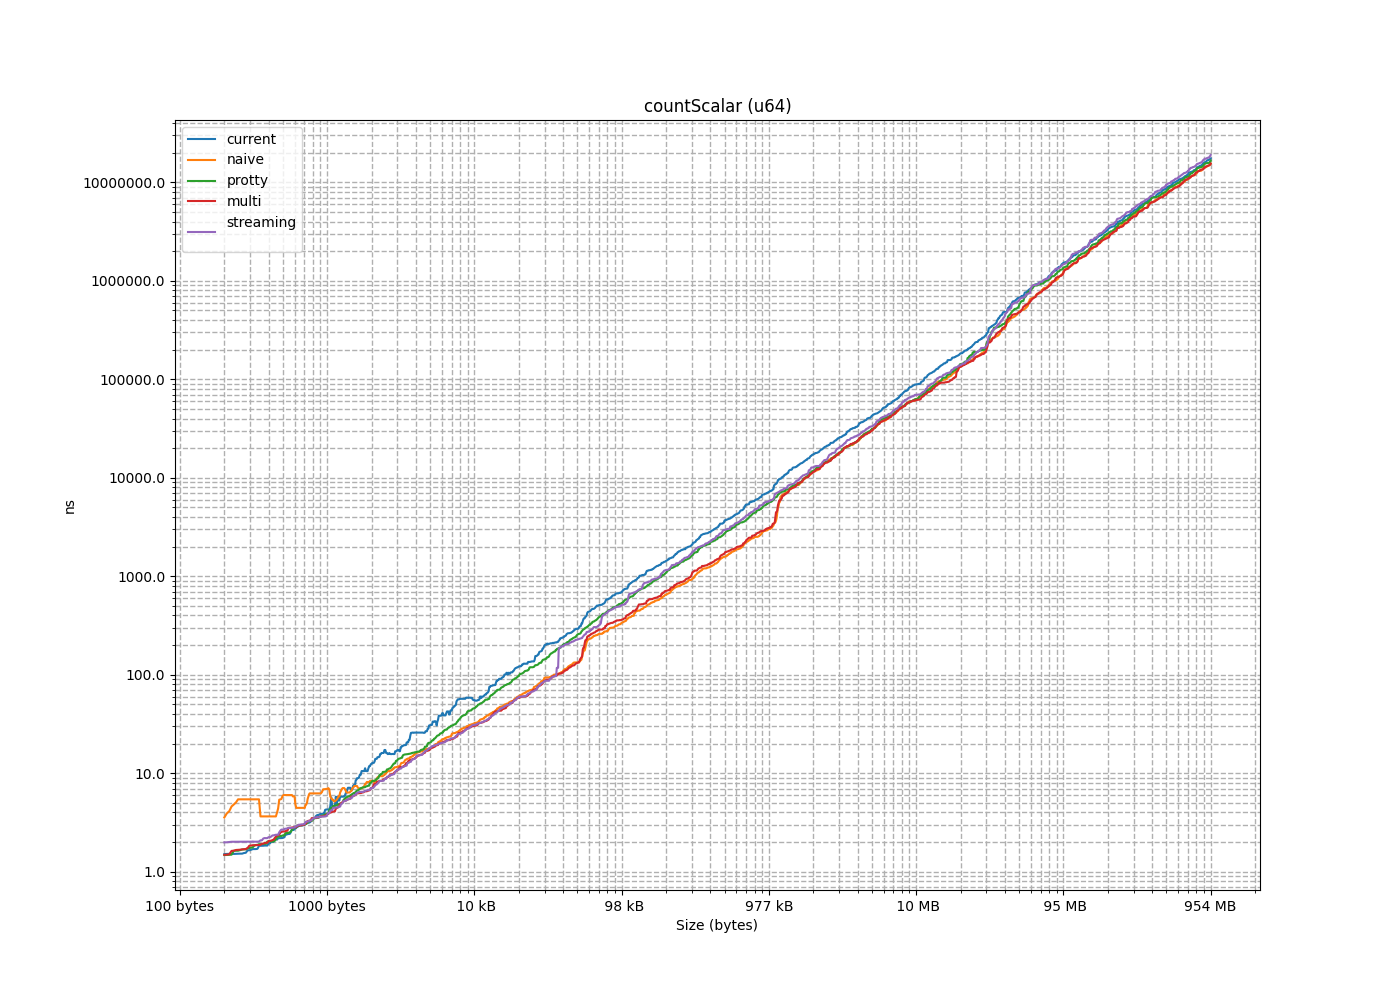 countScalar (u64)
current
naive
protty
multi
streaming
10000000.0
1000000.0
100000.0
10000.0
1000.0
100.0
10.0
1.0
ns
100 bytes 1000 bytes 10 kB 98 kB 977 kB 10 MB 95 MB 954 MB
Size (bytes)